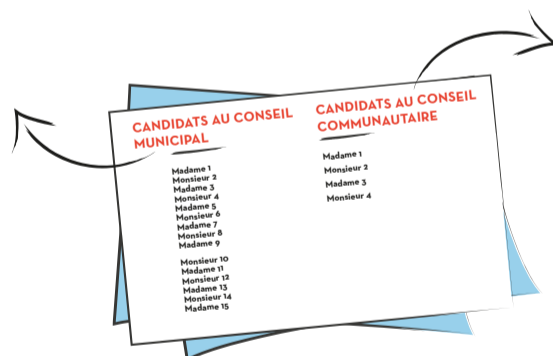 CANDIDATS AU CONSEIL
MUNICIPAL
Madame 1
Monsieur 2
Madame 3
Monsieur 4
Madame 5
Monsieur 6
Madame 7
Monsieur 8
Madame 9
Monsieur 10
Madame 11
Monsieur 12
Madame 13
Monsieur 14
Madame 15
CANDIDATS AU CONSEIL
COMMUNAUTAIRE
Madame 1
Monsieur 2
Madame 3
Monsieur 4